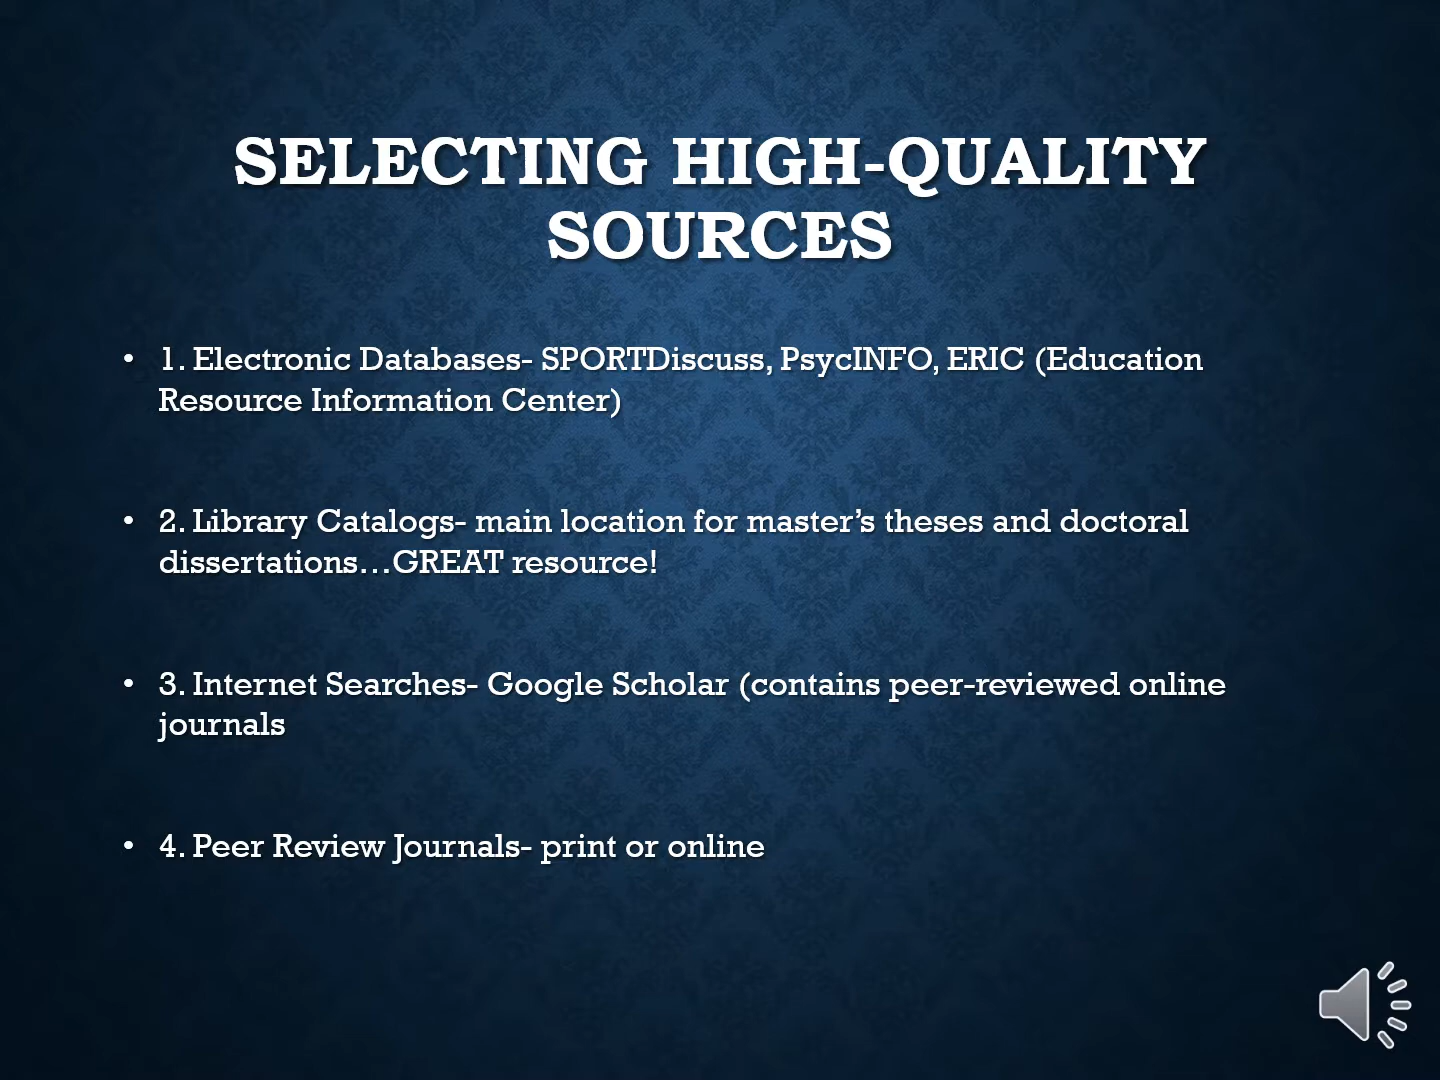 SELECTING HIGH-QUALITY
SOURCES
• 1. Electronic Databases- SPORTDiscuss, PsycINFO, ERIC (Education
Resource Information Center)
• 2. Library Catalogs- main location for master’s theses and doctoral
dissertations…GREAT resource!
• 3. Internet Searches- Google Scholar (contains peer-reviewed online
journals
• 4. Peer Review Journals- print or online